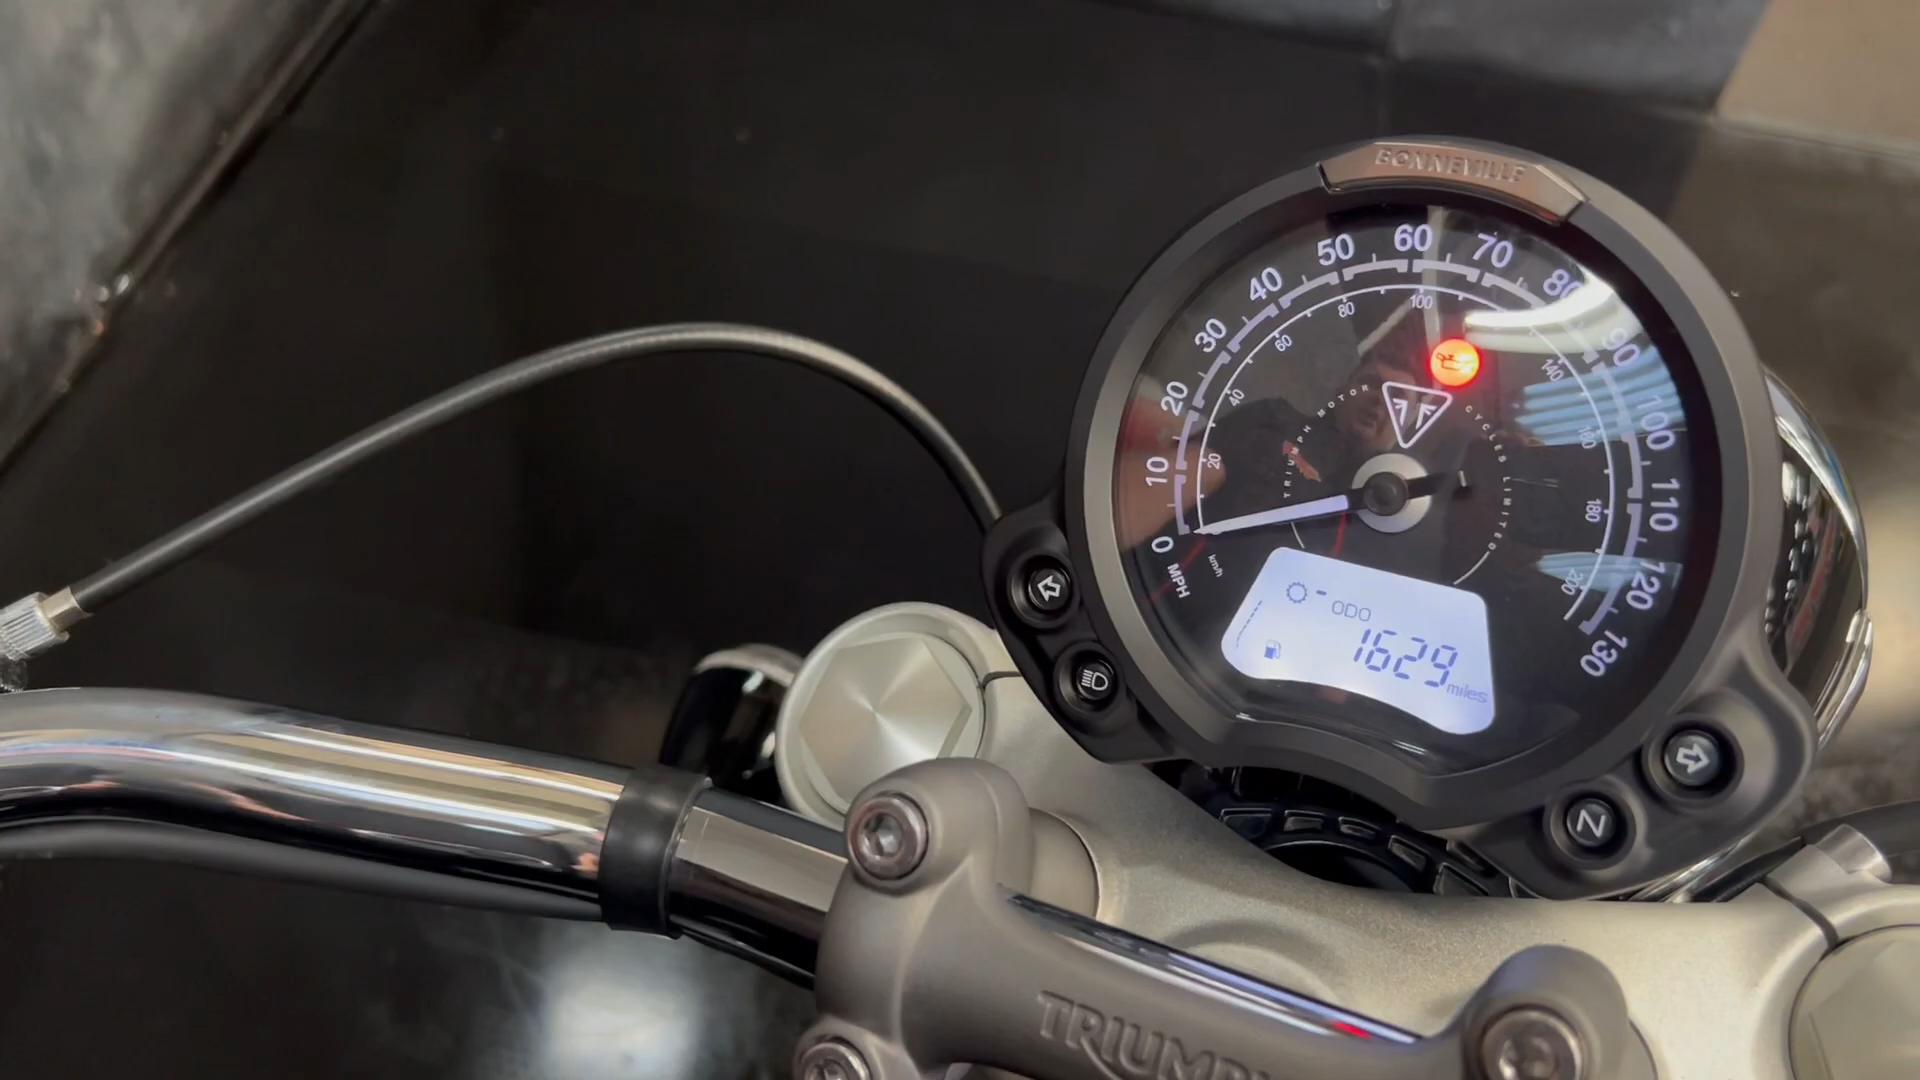 BONNEVILLE
0 10 20 30 40 50 60 70 80 90 100 110 120 130
MPH
20 40 60 80 100 140 160 180 200
km/h
TRIUMPH MOTOR CYCLES LIMITED
- ODO
1629 miles
N
TRIUMPH